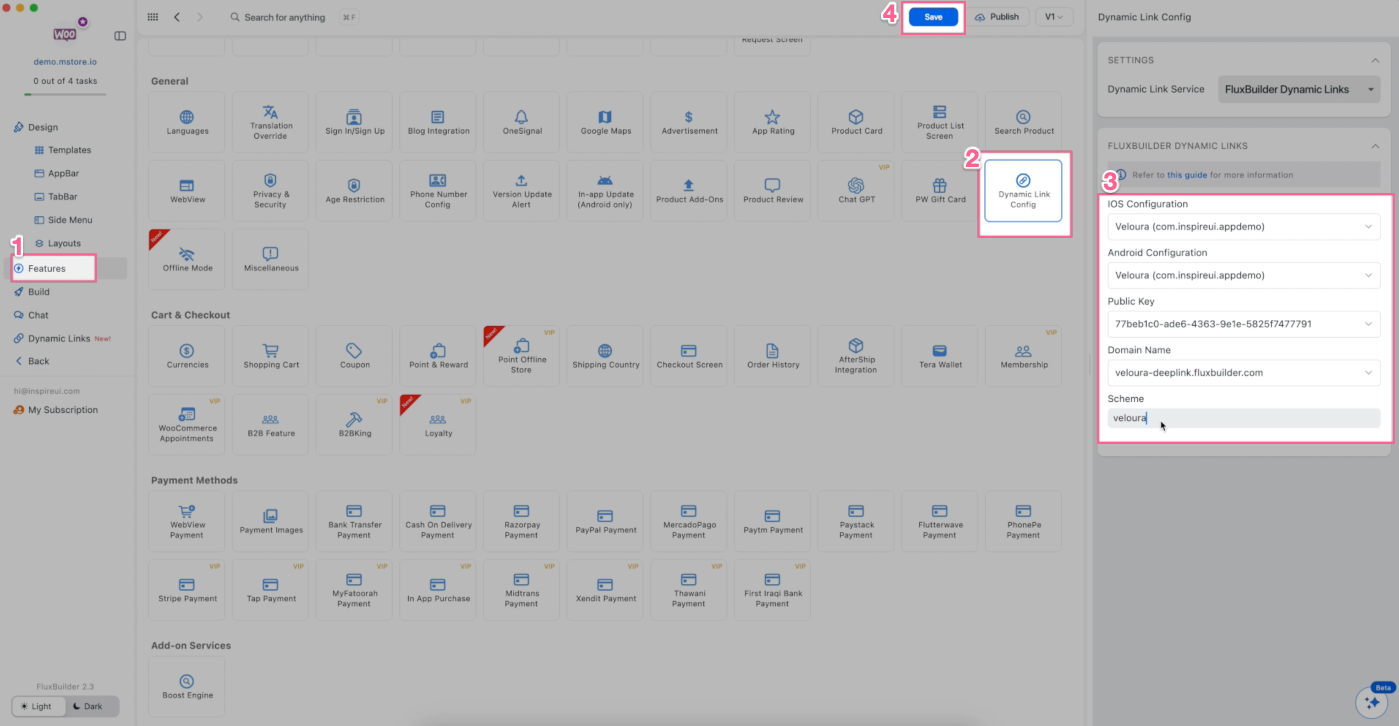 WOO
demo.mstore.io
0 out of 4 tasks
Design
Templates
AppBar
TabBar
Side Menu
Layouts
1
Features
Build
Chat
Dynamic Links New!
Back
hi@inspireui.com
My Subscription
FluxBuilder 2.3
Light Dark
Search for anything ⌘ F
4
Save
Publish
V1
Request Screen
General
Languages
Translation
Override
Sign In/Sign Up
Blog Integration
OneSignal
Google Maps
Advertisement
App Rating
Product Card
Product List
Screen
Search Product
WebView
Privacy &
Security
Age Restriction
Phone Number
Config
Version Update
Alert
In-app Update
(Android only)
Product Add-Ons
Product Review
VIP
Chat GPT
PW Gift Card
2
Dynamic Link
Config
New!
Offline Mode
Miscellaneous
Cart & Checkout
Currencies
Shopping Cart
Coupon
Point & Reward
New!
VIP
Point Offline
Store
Shipping Country
Checkout Screen
Order History
AfterShip
Integration
Tera Wallet
VIP
Membership
VIP
WooCommerce
Appointments
VIP
B2B Feature
VIP
B2BKing
New!
VIP
Loyalty
Payment Methods
WebView
Payment
Payment Images
Bank Transfer
Payment
Cash On Delivery
Payment
Razorpay
Payment
PayPal Payment
MercadoPago
Payment
Paytm Payment
Paystack
Payment
Flutterwave
Payment
PhonePe
Payment
VIP
Stripe Payment
VIP
Tap Payment
VIP
MyFatoorah
Payment
VIP
In App Purchase
VIP
Midtrans
Payment
VIP
Xendit Payment
VIP
Thawani
Payment
VIP
First Iraqi Bank
Payment
Add-on Services
Boost Engine
Dynamic Link Config
SETTINGS
Dynamic Link Service FluxBuilder Dynamic Links
FLUXBUILDER DYNAMIC LINKS
Refer to this guide for more information
3
IOS Configuration
Veloura (com.inspireui.appdemo)
Android Configuration
Veloura (com.inspireui.appdemo)
Public Key
77beb1c0-ade6-4363-9e1e-5825f7477791
Domain Name
veloura-deeplink.fluxbuilder.com
Scheme
veloura
Beta